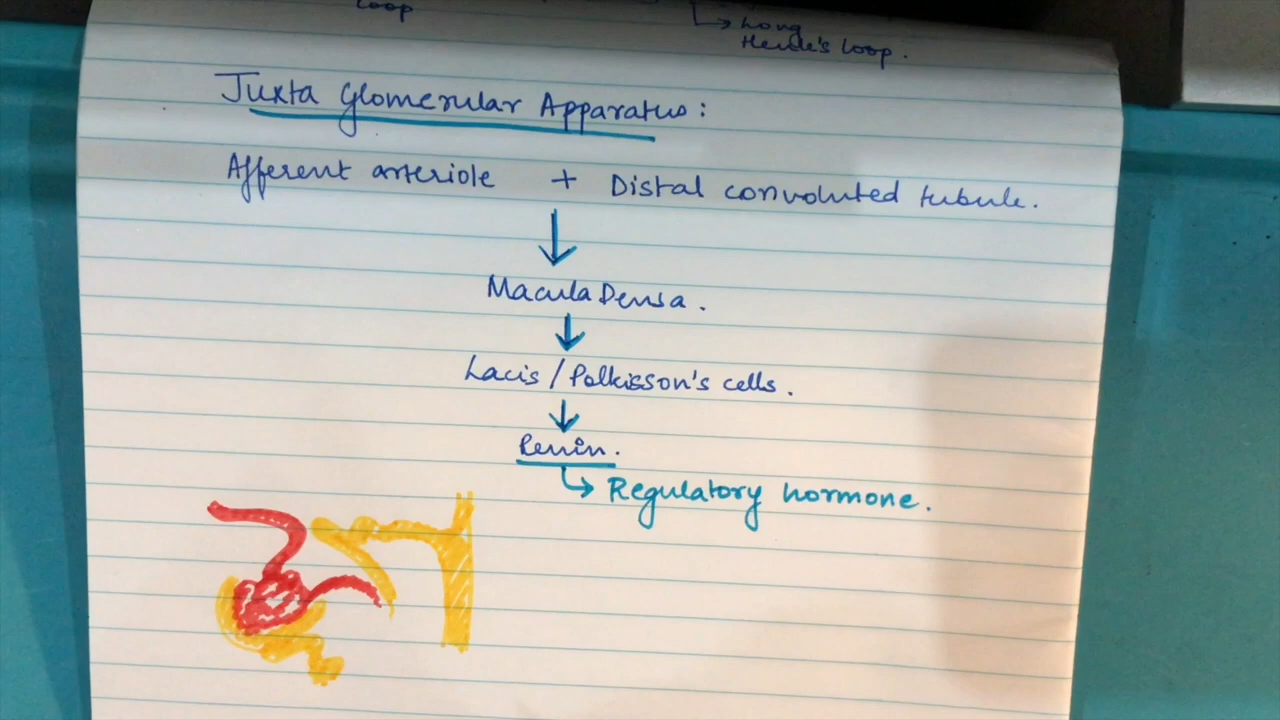 loop
↳ Long
Henle's loop.
Juxta Glomerular Apparatus:
Afferent arteriole + Distal convoluted tubule.
↓
Macula Densa.
↓
Lacis / Polkisson's cells.
↓
Renin.
↳ Regulatory hormone.